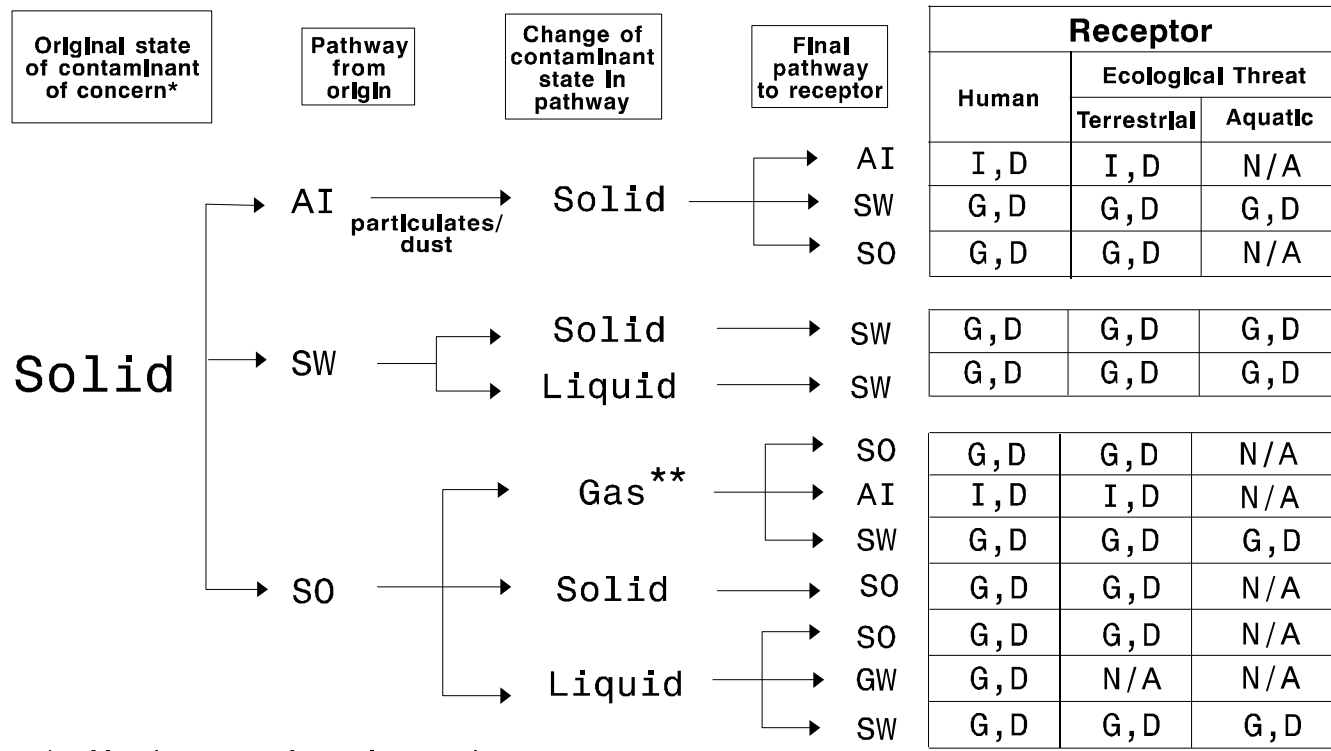 Original state
of contaminant
of concern*
Pathway
from
origin
Change of
contaminant
state in
pathway
Final
pathway
to receptor
Receptor
Human
Ecological Threat
Terrestrial
Aquatic
Solid
AI
particulates/
dust
Solid
AI I,D I,D N/A
SW G,D G,D G,D
SO G,D G,D N/A
SW
Solid
SW G,D G,D G,D
Liquid
SW G,D G,D G,D
SO
Gas**
SO G,D G,D N/A
AI I,D I,D N/A
SW G,D G,D G,D
Solid
SO G,D G,D N/A
Liquid
SO G,D G,D N/A
GW G,D N/A N/A
SW G,D G,D G,D